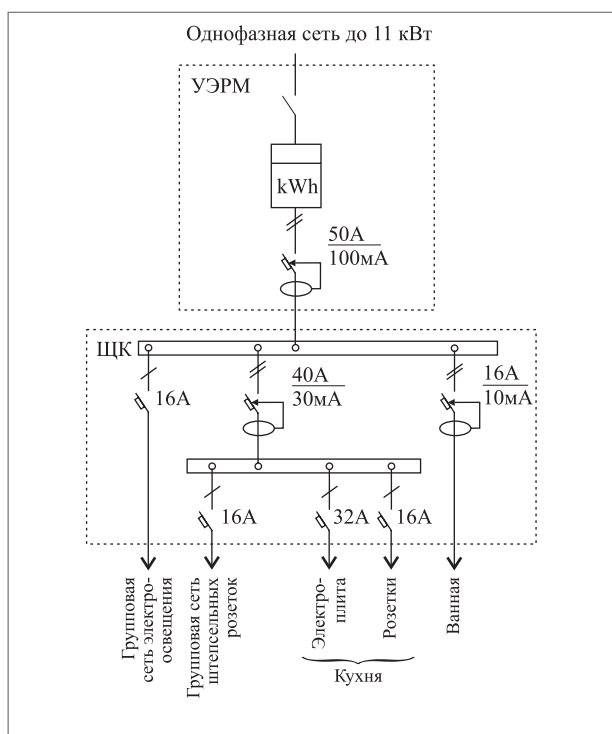 Однофазная сеть до 11 кВт
УЭРМ
kWh
50А
100мА
ЩК
16А
40А
30мА
16А
10мА
16А
32А
16А
Групповая
сеть электро-
освещения
Групповая сеть
штепсельных
розеток
Электро-
плита
Розетки
Ванная
Кухня